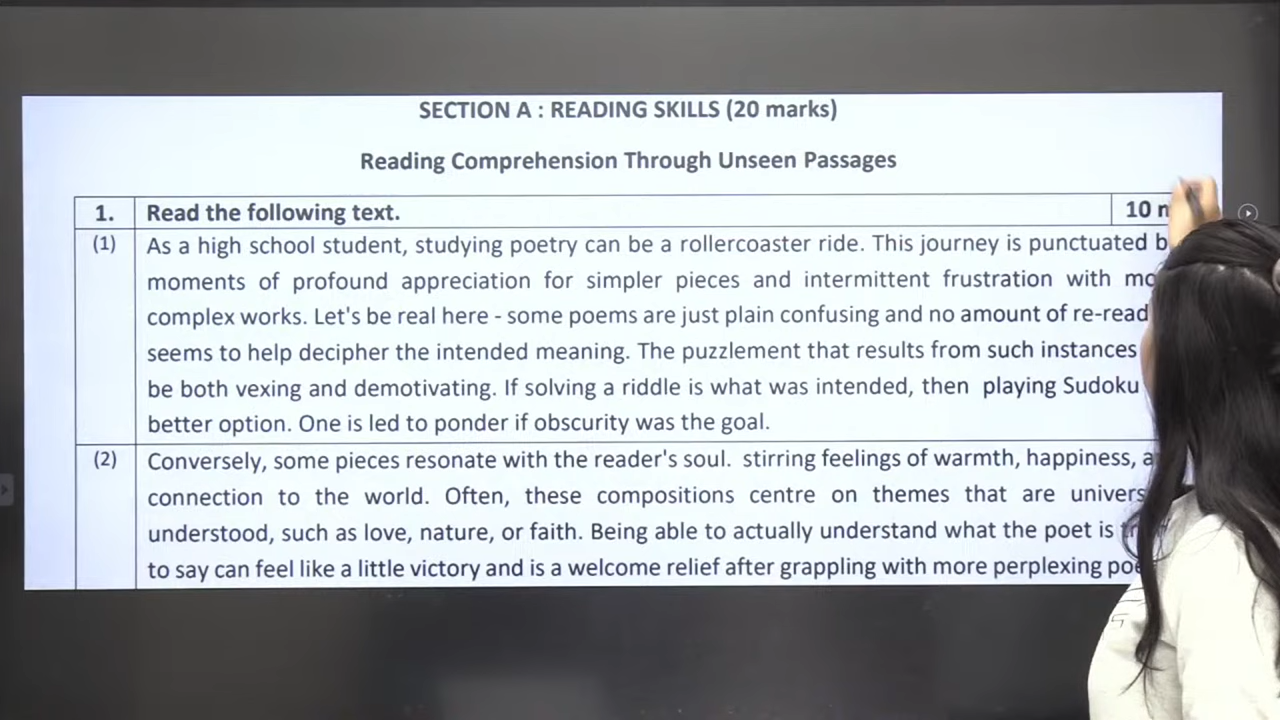 SECTION A : READING SKILLS (20 marks)
Reading Comprehension Through Unseen Passages
1. Read the following text. 10
(1) As a high school student, studying poetry can be a rollercoaster ride. This journey is punctuated
moments of profound appreciation for simpler pieces and intermittent frustration with
complex works. Let's be real here - some poems are just plain confusing and no amount of re-read
seems to help decipher the intended meaning. The puzzlement that results from such instances
be both vexing and demotivating. If solving a riddle is what was intended, then playing Sudoku
better option. One is led to ponder if obscurity was the goal.
(2) Conversely, some pieces resonate with the reader's soul. stirring feelings of warmth, happiness,
connection to the world. Often, these compositions centre on themes that are
understood, such as love, nature, or faith. Being able to actually understand what the poet is
to say can feel like a little victory and is a welcome relief after grappling with more perplexing